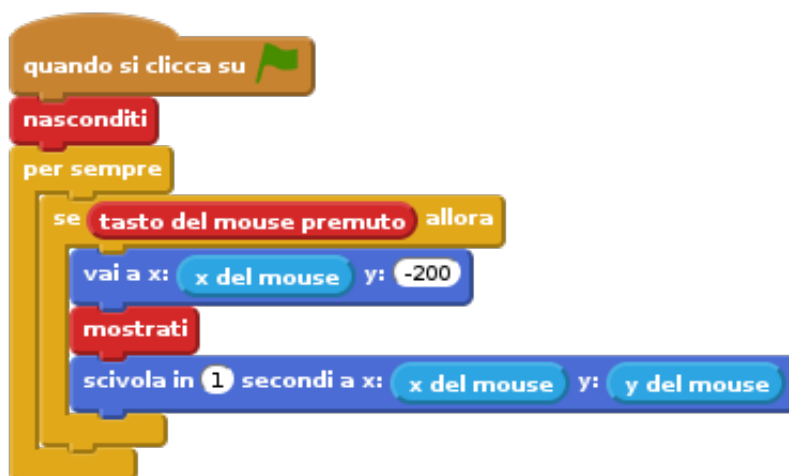 quando si clicca su
nasconditi
per sempre
se tasto del mouse premuto allora
vai a x: x del mouse y: -200
mostrati
scivola in 1 secondi a x: x del mouse y: y del mouse